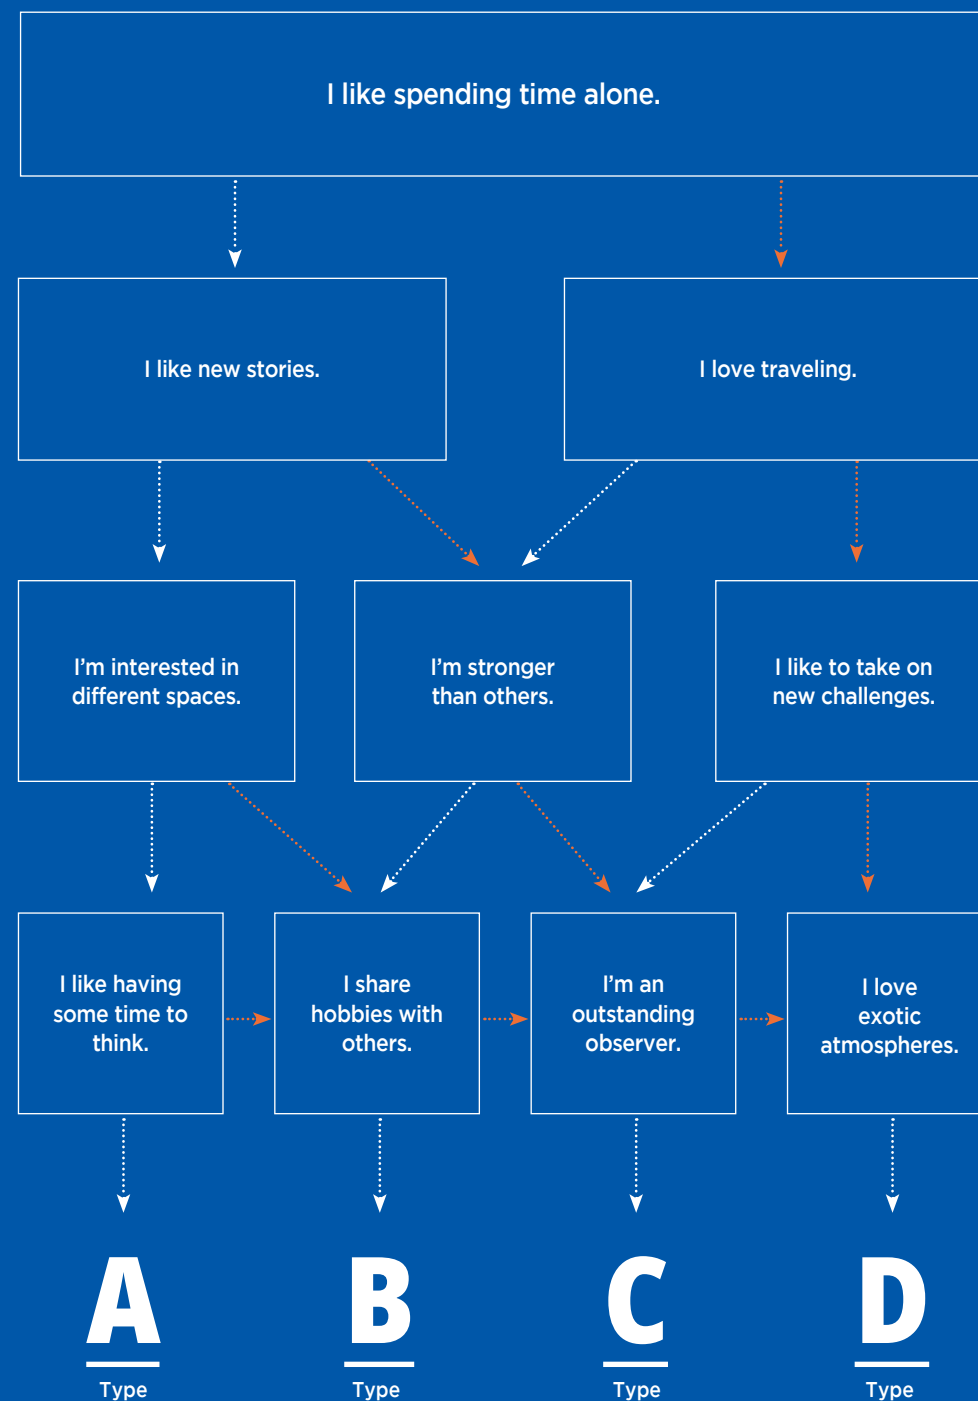 I like spending time alone.
I like new stories.
I love traveling.
I'm interested in
different spaces.
I'm stronger
than others.
I like to take on
new challenges.
I like having
some time to
think.
I share
hobbies with
others.
I'm an
outstanding
observer.
I love
exotic
atmospheres.
A
Type
B
Type
C
Type
D
Type